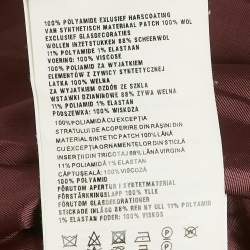 100% POLYAMIDE EXLUSIEF HARSCOATING
VAN SYNTHETISCH MATERIAAL PATCH 100% WOL
EXCLUSIEF GLASDECORATIES
WOLLEN INZETSTUKKEN 88% SCHEERWOL
11% POLYAMIDE 1% ELASTAAN
VOERING: 100% VISCOSE
100% POLIAMID ZA WYJĄTKIEM
ELEMENTÓW Z ŻYWICY SYNTETYCZNEJ
ŁATKA 100% WEŁNA
ZA WYJĄTKIEM OZDÓB ZE SZKŁA
WSTAWKI DZIANINOWE 88% ŻYWA WEŁNA
11% POLIAMID 1% ELASTAN
PODSZEWKA: 100% WISKOZA
100% POLIAMIDĂ CU EXCEPȚIA
STRATULUI DE ACOPERIRE DIN RĂȘINI DIN
MATERIAL SINTETIC PATCH 100% LÂNĂ
CU EXCEPȚIA ORNAMENTELOR DIN STICLĂ
INSERȚII DIN TRICOTAJ 88% LÂNĂ
11% POLIAMIDĂ 1% ELASTAN
CĂPTUȘEALĂ: 100% VISCOZĂ
100% POLYAMID
FÖRUTOM APERTUR I SYNTETMATERIAL
FÖRSTÄRKNINGSLAPP 100% YLLE
FÖRUTOM GLASDEKORATIONER
STICKADE INLÄGG 88% REN NY ULL 11% POLYAMID
1% ELASTAN FODER: 100% VISKOS